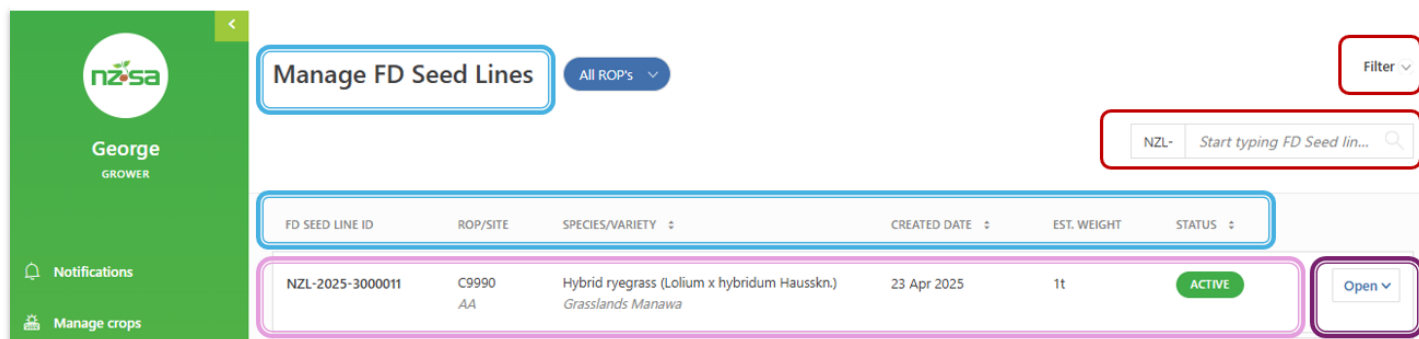 nzsa
George
GROWER
Notifications
Manage crops
Manage FD Seed Lines
All ROP's
Filter
NZL- Start typing FD Seed lin...
FD SEED LINE ID ROP/SITE SPECIES/VARIETY CREATED DATE EST. WEIGHT STATUS
NZL-2025-3000011 C9990 Hybrid ryegrass (Lolium x hybridum Hausskn.) 23 Apr 2025 1t ACTIVE Open
AA Grasslands Manawa